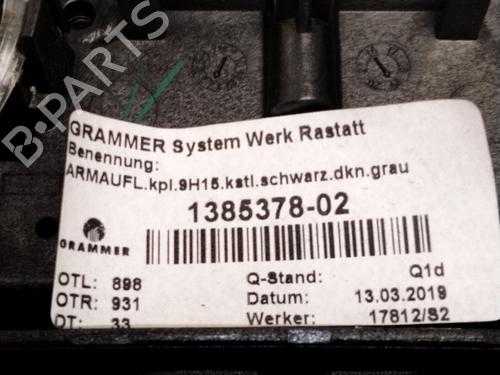 B-PARTS
GRAMMER System Werk Rastatt
Benennung:
ARMAUFL.kpl.9H15.kstl.schwarz.dkn.grau
1385378-02
GRAMMER
OTL: 898
OTR: 931
DT: 33
Q-Stand: Q1d
Datum: 13.03.2019
Werker: 17812/S2